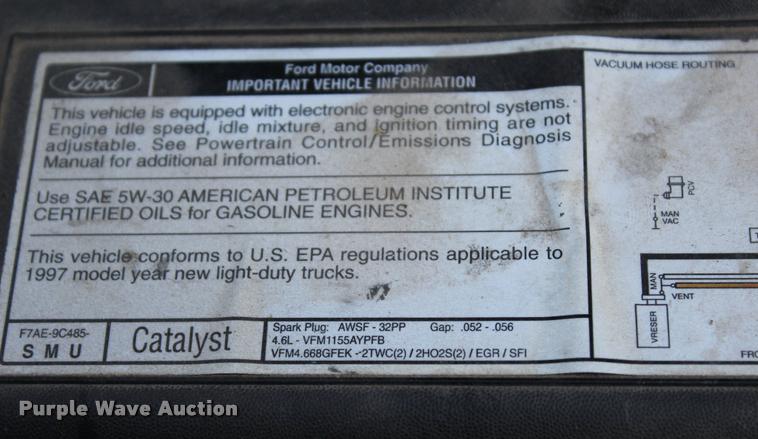 Ford
Ford Motor Company
IMPORTANT VEHICLE INFORMATION
This vehicle is equipped with electronic engine control systems.
Engine idle speed, idle mixture, and ignition timing are not
adjustable. See Powertrain Control/Emissions Diagnosis
Manual for additional information.
Use SAE 5W-30 AMERICAN PETROLEUM INSTITUTE
CERTIFIED OILS for GASOLINE ENGINES.
This vehicle conforms to U.S. EPA regulations applicable to
1997 model year new light-duty trucks.
F7AE-9C485-
SMU
Catalyst
Spark Plug: AWSF - 32PP Gap: .052 - .056
4.6L - VFM1155AYPFB
VFM4.668GFEK - 2TWC(2) / 2HO2S(2) / EGR / SFI
VACUUM HOSE ROUTING
PCV
MAN
VAC
MAN
VENT
VRESER
FRO
Purple Wave Auction